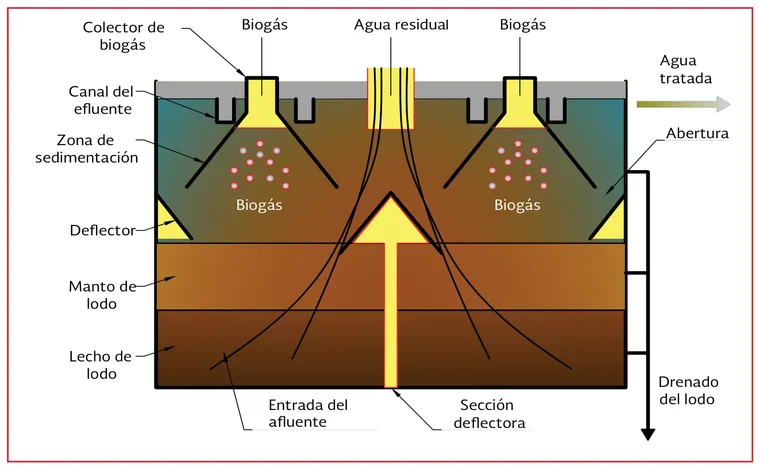 Colector de
biogás
Biogás
Agua residual
Biogás
Agua
tratada
Canal del
efluente
Abertura
Zona de
sedimentación
Biogás
Biogás
Deflector
Manto de
lodo
Lecho de
lodo
Drenado
del lodo
Entrada del
afluente
Sección
deflectora